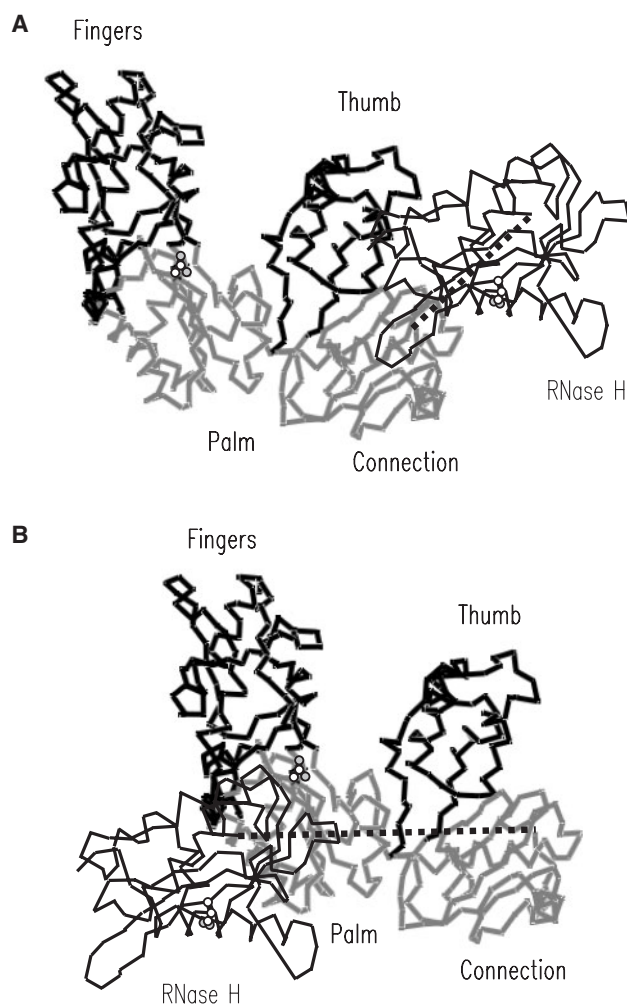 A
Fingers
Thumb
RNase H
Palm
Connection
B
Fingers
Thumb
Palm
Connection
RNase H